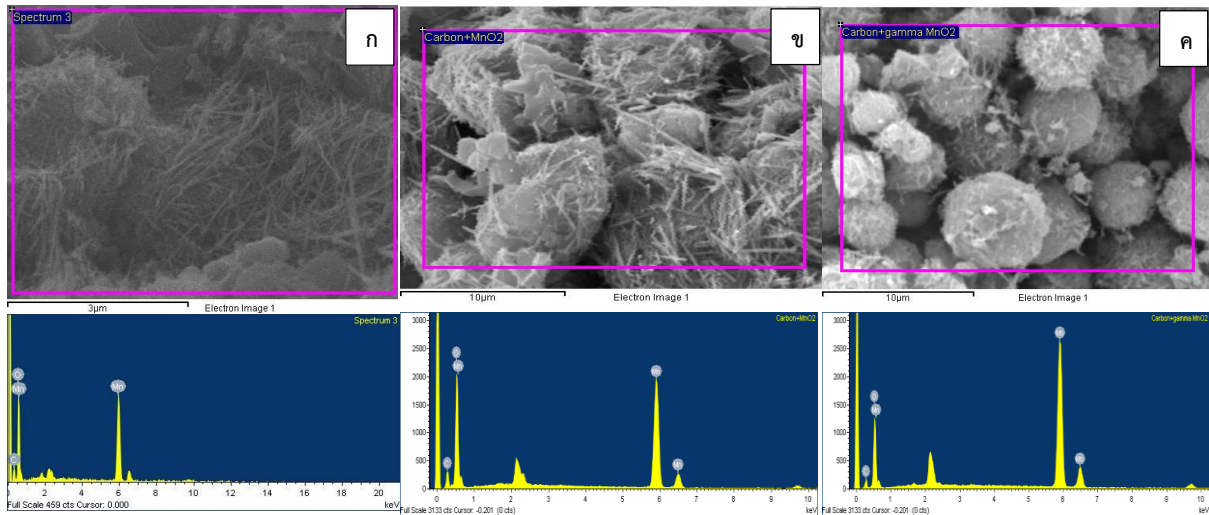 Spectrum 3
ก
3µm
Electron Image 1
Carbon+MnO2
ข
10µm
Electron Image 1
Carbon+gamma MnO2
ค
10µm
Electron Image 1
Spectrum 3
O
Mn
C
Mn
0 2 4 6 8 10 12 14 16 18 20
Full Scale 459 cts Cursor: 0.000
keV
Carbon+MnO2
3000
2500
2000
1500
1000
500
0
O
Mn
C
Mn
Mn
0 1 2 3 4 5 6 7 8 9 10
Full Scale 3133 cts Cursor: -0.201 (0 cts)
keV
Carbon+gamma MnO2
3000
2500
2000
1500
1000
500
0
O
Mn
C
Mn
Mn
0 1 2 3 4 5 6 7 8 9 10
Full Scale 3133 cts Cursor: -0.201 (0 cts)
keV